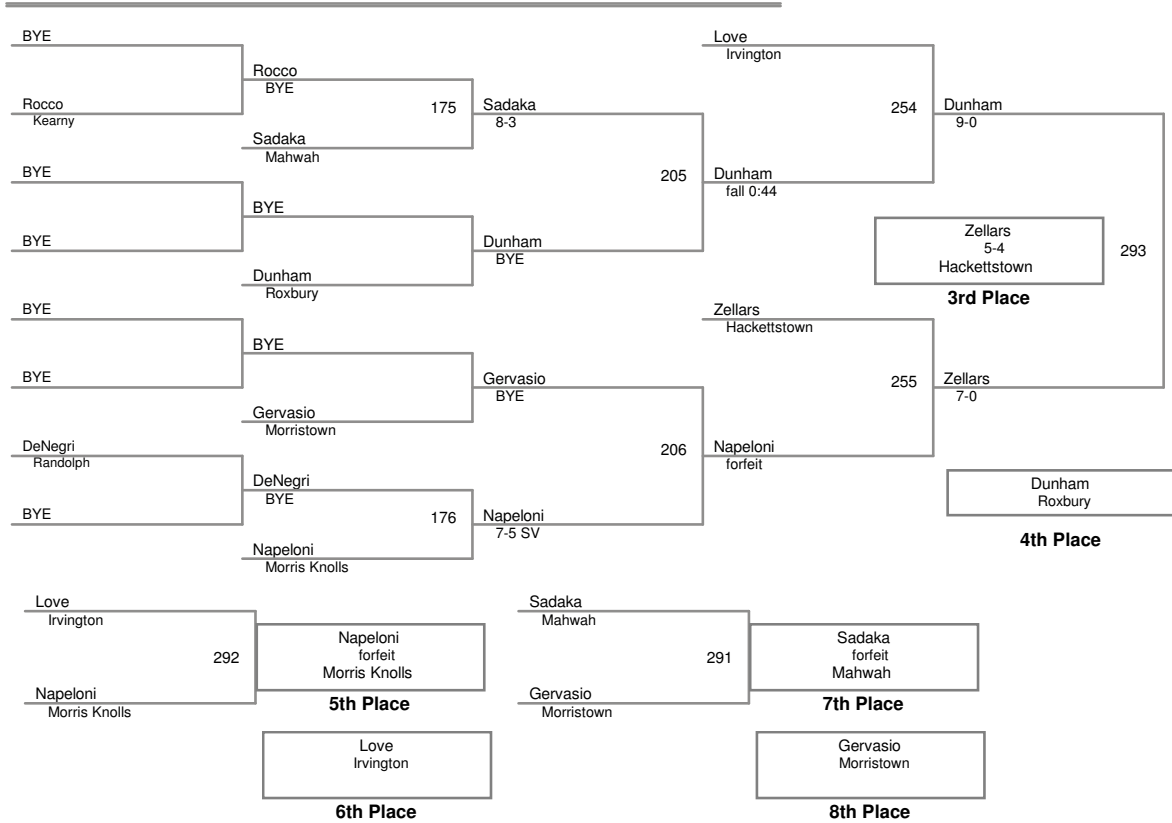 BYE
Love
Irvington
Rocco
BYE
Rocco
Kearny
175
Sadaka
8-3
254
Dunham
9-0
Sadaka
Mahwah
BYE
205
Dunham
fall 0:44
BYE
BYE
Dunham
BYE
Zellars
5-4
Hackettstown
293
3rd Place
Dunham
Roxbury
BYE
Zellars
Hackettstown
BYE
BYE
Gervasio
BYE
255
Zellars
7-0
Gervasio
Morristown
DeNegri
Randolph
206
Napeloni
forfeit
DeNegri
BYE
Dunham
Roxbury
4th Place
BYE
176
Napeloni
7-5 SV
Napeloni
Morris Knolls
Love
Irvington
292
Napeloni
forfeit
Morris Knolls
5th Place
Napeloni
Morris Knolls
Love
Irvington
6th Place
Sadaka
Mahwah
291
Sadaka
forfeit
Mahwah
7th Place
Gervasio
Morristown
Gervasio
Morristown
8th Place